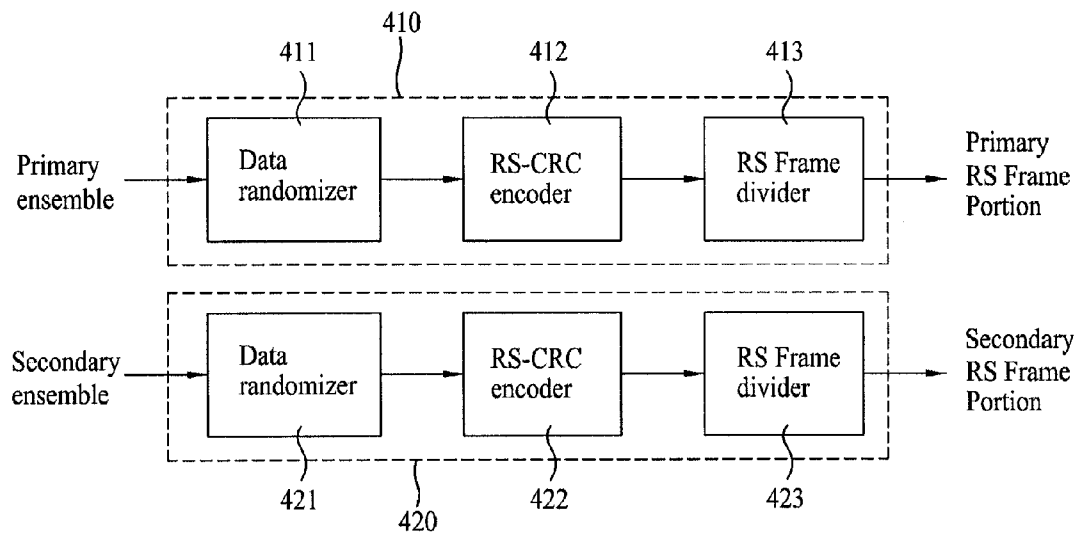 410
411
412
413
Primary
ensemble
Data
randomizer
RS-CRC
encoder
RS Frame
divider
Primary
RS Frame
Portion
Secondary
ensemble
Data
randomizer
RS-CRC
encoder
RS Frame
divider
Secondary
RS Frame
Portion
421
422
423
420